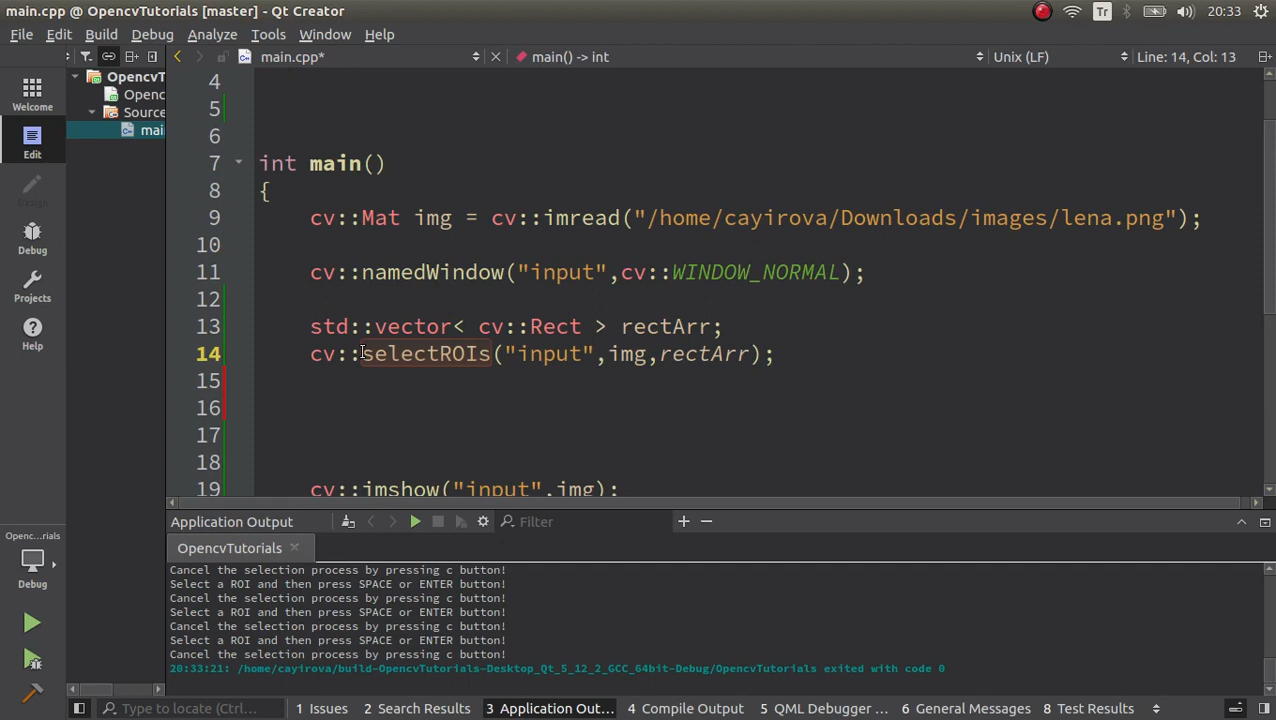 main.cpp @ OpencvTutorials [master] - Qt Creator
Tr
20:33
File Edit Build Debug Analyze Tools Window Help
main.cpp*
main() -> int
Unix (LF)
Line: 14, Col: 13
Welcome
Edit
Design
Debug
Projects
Help
Openc...rials
Debug
OpencvT
Openc
Source
mai
4
5
6
7 int main()
8 {
9 cv::Mat img = cv::imread("/home/cayirova/Downloads/images/lena.png");
10
11 cv::namedWindow("input",cv::WINDOW_NORMAL);
12
13 std::vector< cv::Rect > rectArr;
14 cv::selectROIs("input",img,rectArr);
15
16
17
18
19 cv::imshow("input",img);
Application Output
Filter
OpencvTutorials
Cancel the selection process by pressing c button!
Select a ROI and then press SPACE or ENTER button!
Cancel the selection process by pressing c button!
Select a ROI and then press SPACE or ENTER button!
Cancel the selection process by pressing c button!
Select a ROI and then press SPACE or ENTER button!
Cancel the selection process by pressing c button!
20:33:21: /home/cayirova/build-OpencvTutorials-Desktop_Qt_5_12_2_GCC_64bit-Debug/OpencvTutorials exited with code 0
Type to locate (Ctrl...
1 Issues
2 Search Results
3 Application Out...
4 Compile Output
5 QML Debugger ...
6 General Messages
8 Test Results